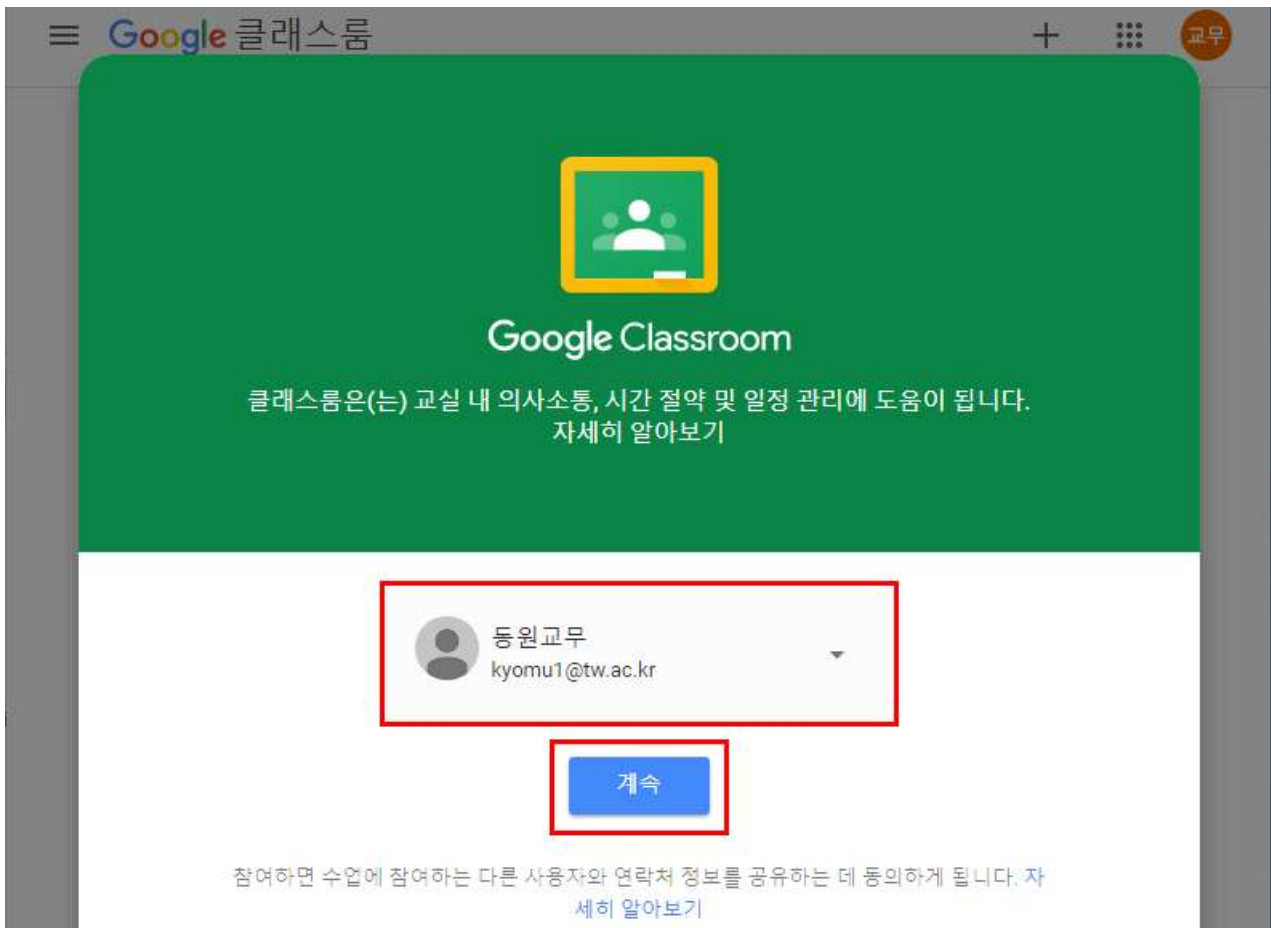 Google 클래스룸
교무
Google Classroom
클래스룸은(는) 교실 내 의사소통, 시간 절약 및 일정 관리에 도움이 됩니다.
자세히 알아보기
동원교무
kyomu1@tw.ac.kr
계속
참여하면 수업에 참여하는 다른 사용자와 연락처 정보를 공유하는 데 동의하게 됩니다. 자
세히 알아보기